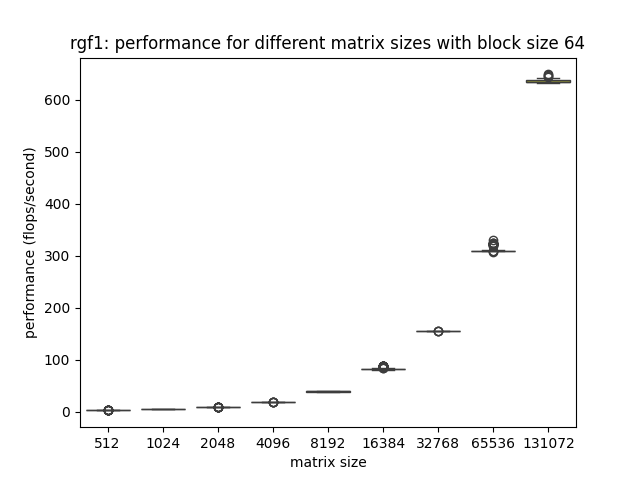 rgf1: performance for different matrix sizes with block size 64
performance (flops/second)
600
500
400
300
200
100
0
512 1024 2048 4096 8192 16384 32768 65536 131072
matrix size